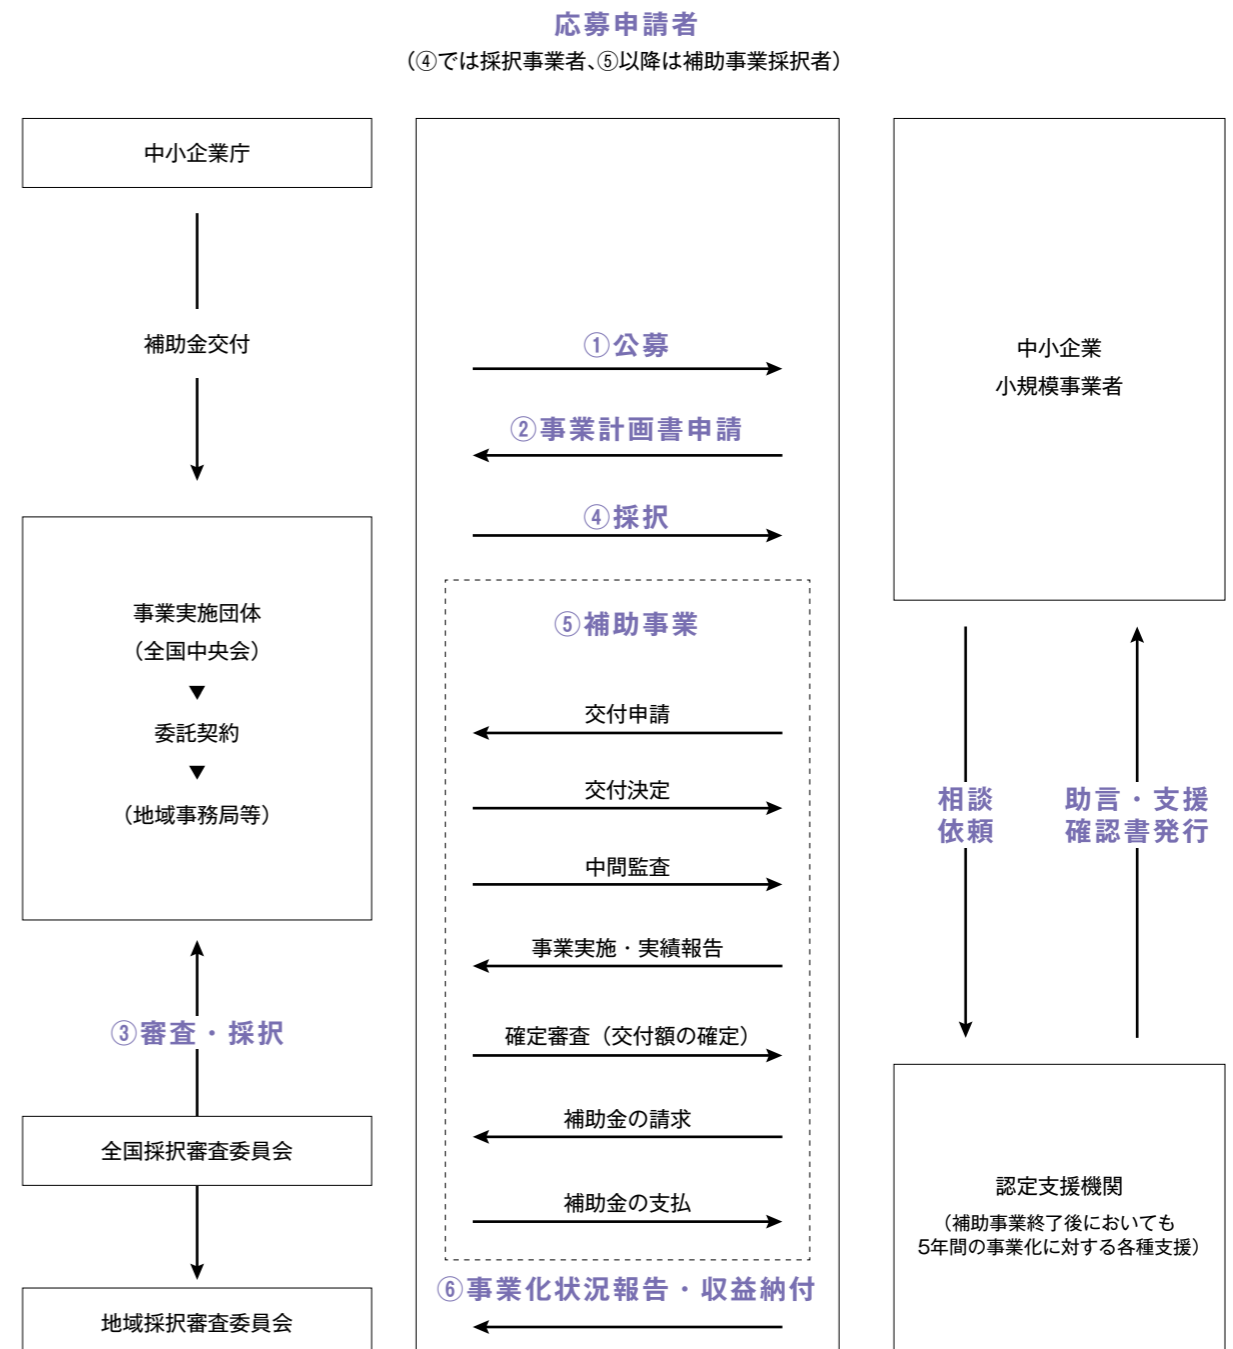 応募申請者
（④では採択事業者、⑤以降は補助事業採択者）
中小企業庁
補助金交付
事業実施団体
（全国中央会）
▼
委託契約
▼
（地域事務局等）
③審査・採択
全国採択審査委員会
地域採択審査委員会
①公募
②事業計画書申請
④採択
⑤補助事業
交付申請
交付決定
中間監査
事業実施・実績報告
確定審査（交付額の確定）
補助金の請求
補助金の支払
⑥事業化状況報告・収益納付
中小企業
小規模事業者
相談
依頼
助言・支援
確認書発行
認定支援機関
（補助事業終了後においても
5年間の事業化に対する各種支援）